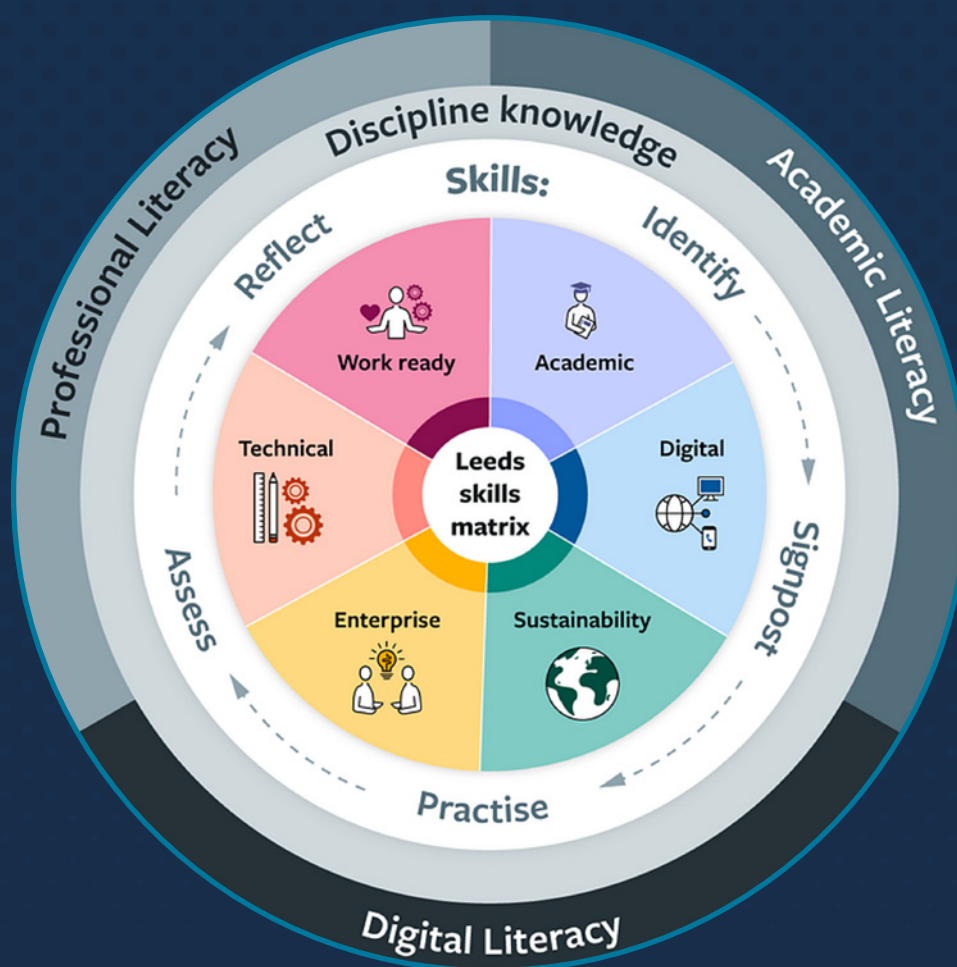 Professional Literacy
Academic Literacy
Digital Literacy
Discipline knowledge
Skills:
Identify
Signpost
Practise
Assess
Reflect
Work ready
Academic
Technical
Digital
Enterprise
Sustainability
Leeds
skills
matrix